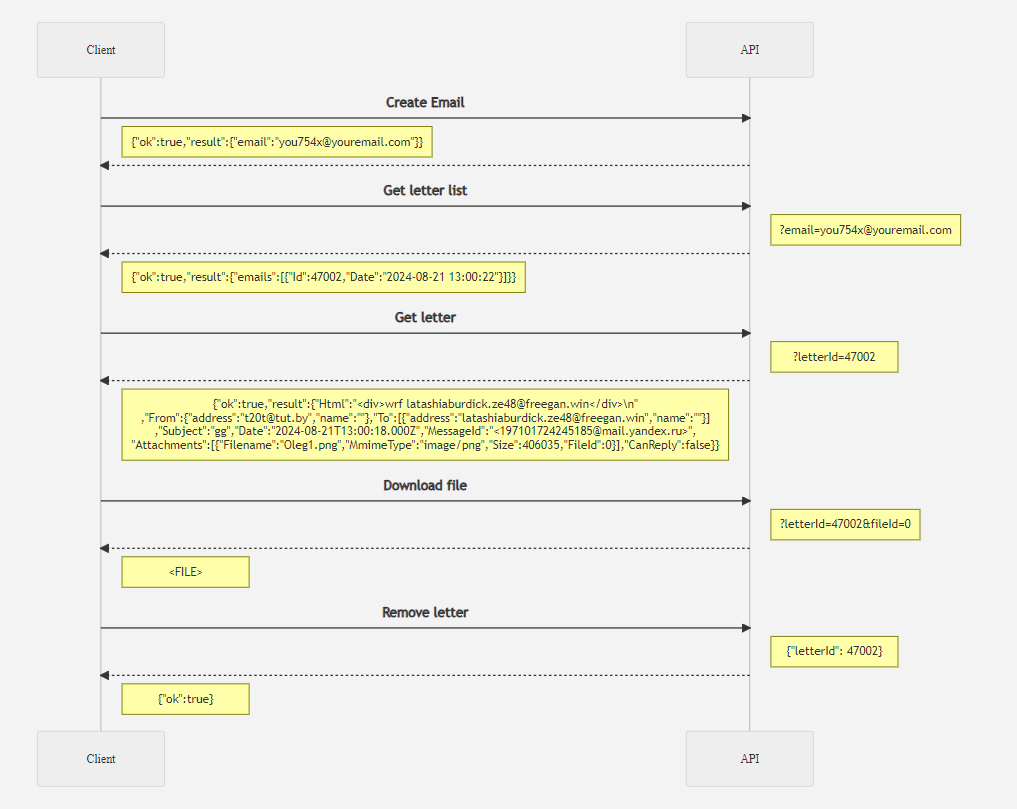 Client
API
Create Email
{"ok":true,"result":{"email":"you754x@youremail.com"}}
Get letter list
?email=you754x@youremail.com
{"ok":true,"result":{"emails":[{"Id":47002,"Date":"2024-08-21 13:00:22"}]}}
Get letter
?letterId=47002
{"ok":true,"result":{"Html":"<div>wrf latashiaburdick.ze48@freegan.win</div>\n"
,"From":{"address":"t20t@tut.by","name":""},"To":[{"address":"latashiaburdick.ze48@freegan.win","name":""}]
,"Subject":"gg","Date":"2024-08-21T13:00:18.000Z","MessageId":"<197101724245185@mail.yandex.ru>",
"Attachments":[{"Filename":"Oleg1.png","MmimeType":"image/png","Size":406035,"FileId":0}],"CanReply":false}}
Download file
?letterId=47002&fileId=0
<FILE>
Remove letter
{"letterId": 47002}
{"ok":true}
Client
API